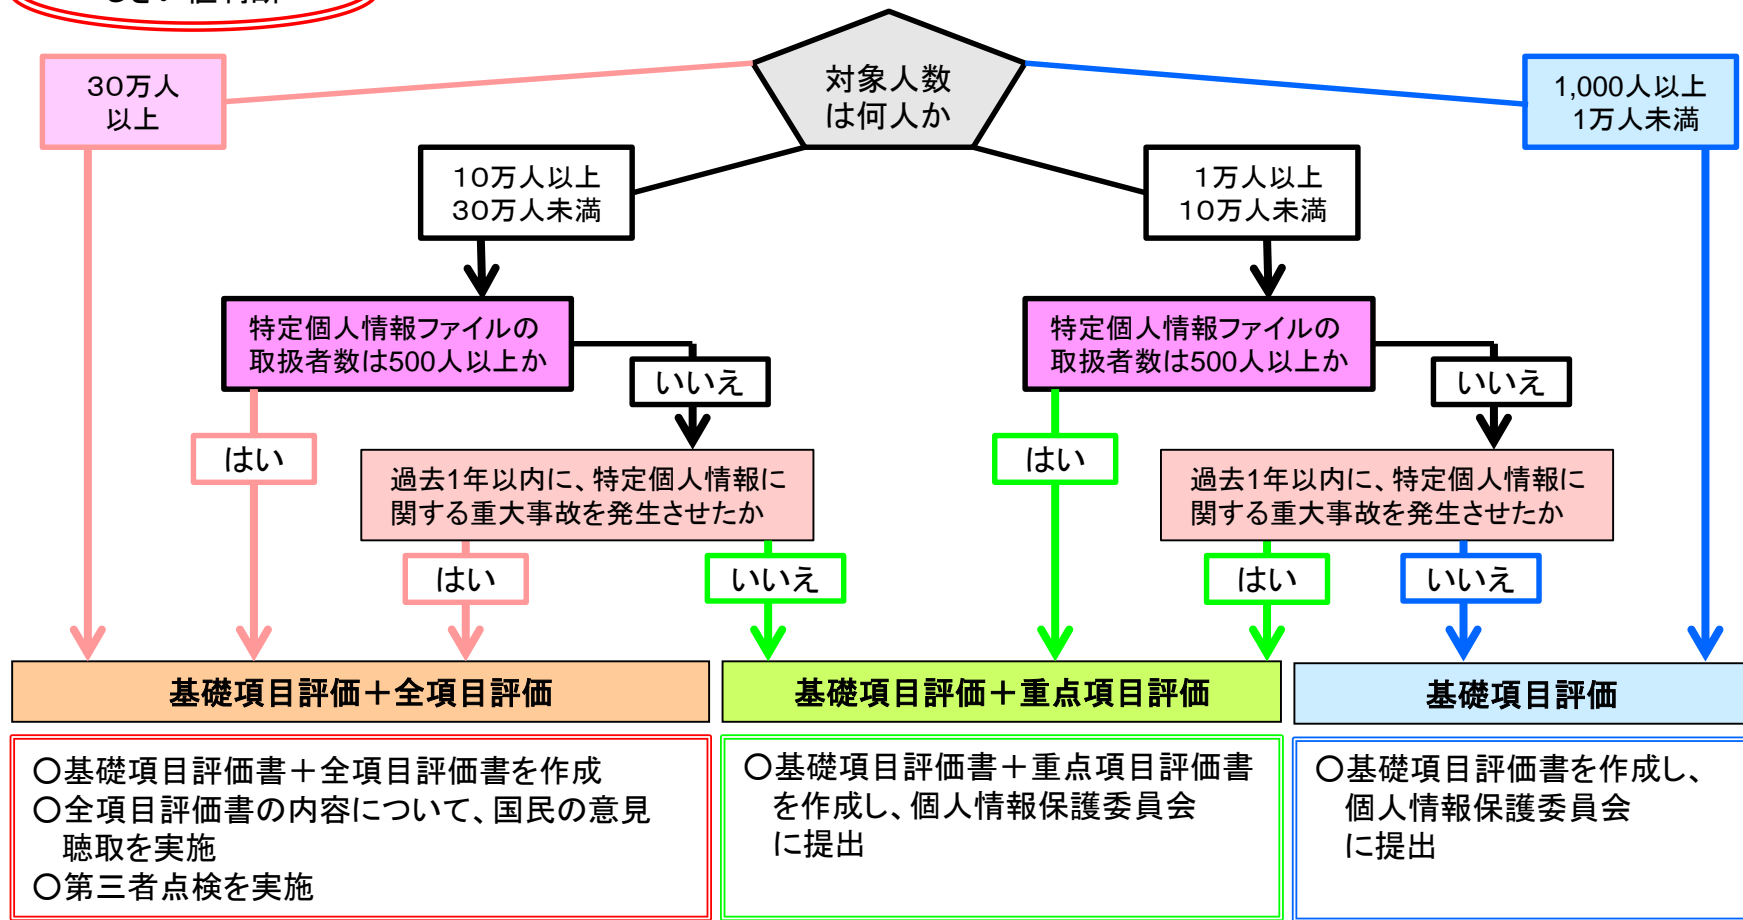 しきい値判断
対象人数
は何人か
30万人
以上
1,000人以上
1万人未満
10万人以上
30万人未満
1万人以上
10万人未満
特定個人情報ファイルの
取扱者数は500人以上か
特定個人情報ファイルの
取扱者数は500人以上か
いいえ
いいえ
はい
はい
過去1年以内に、特定個人情報に
関する重大事故を発生させたか
過去1年以内に、特定個人情報に
関する重大事故を発生させたか
はい
いいえ
はい
いいえ
基礎項目評価＋全項目評価
基礎項目評価＋重点項目評価
基礎項目評価
○基礎項目評価書＋全項目評価書を作成
○全項目評価書の内容について、国民の意見
聴取を実施
○第三者点検を実施
○基礎項目評価書＋重点項目評価書
を作成し、個人情報保護委員会
に提出
○基礎項目評価書を作成し、
個人情報保護委員会
に提出